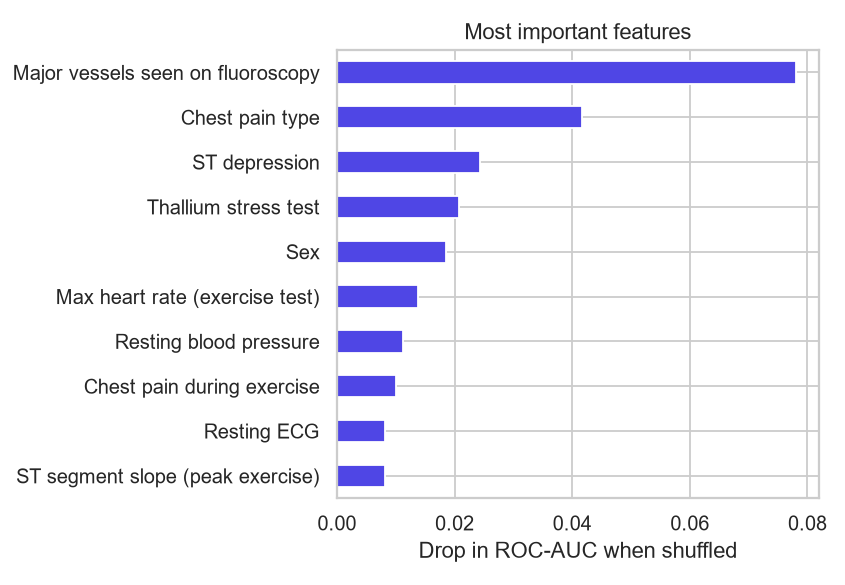 Most important features
Major vessels seen on fluoroscopy
Chest pain type
ST depression
Thallium stress test
Sex
Max heart rate (exercise test)
Resting blood pressure
Chest pain during exercise
Resting ECG
ST segment slope (peak exercise)
0.00 0.02 0.04 0.06 0.08
Drop in ROC-AUC when shuffled